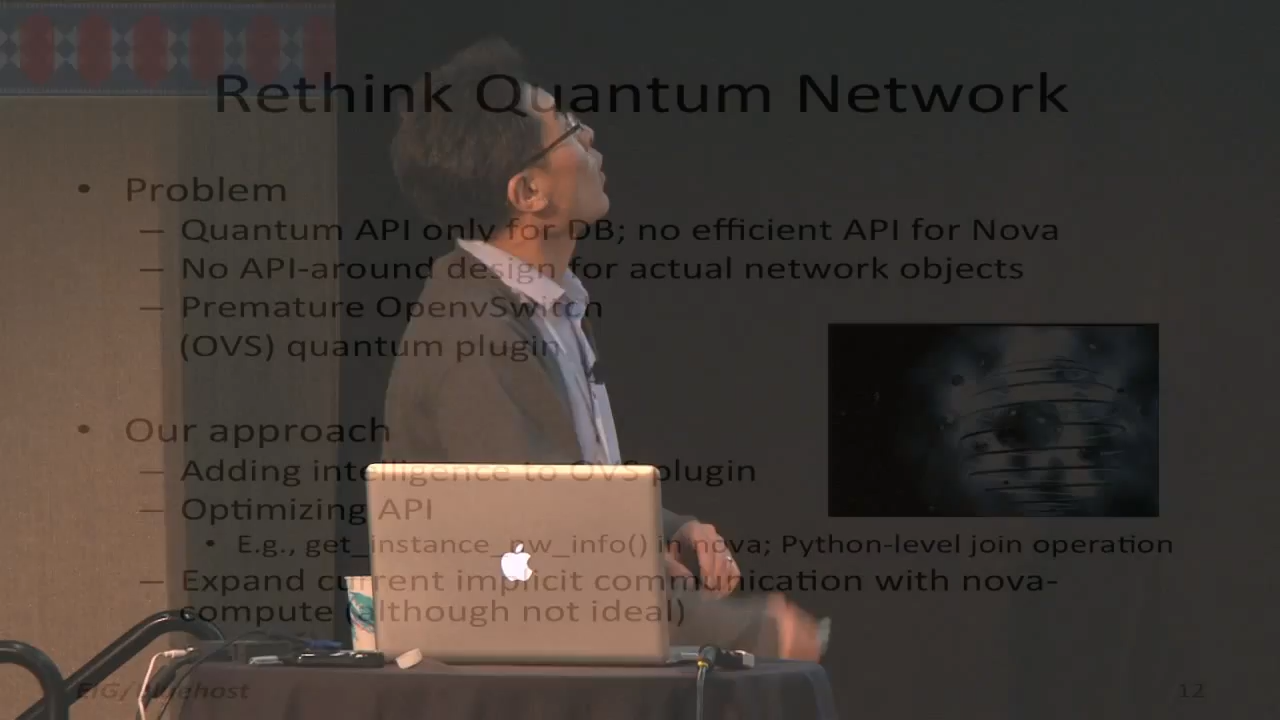 Rethink Quantum Network
• Problem
– Quantum API only for DB; no efficient API for Nova
– No API-around design for actual network objects
– Premature OpenvSwitch
(OVS) quantum plugin
• Our approach
– Adding intelligence to OVS plugin
– Optimizing API
• E.g., get_instance_nw_info() in nova; Python-level join operation
– Expand current implicit communication with nova-
compute (although not ideal)
EIG/Bluehost
12